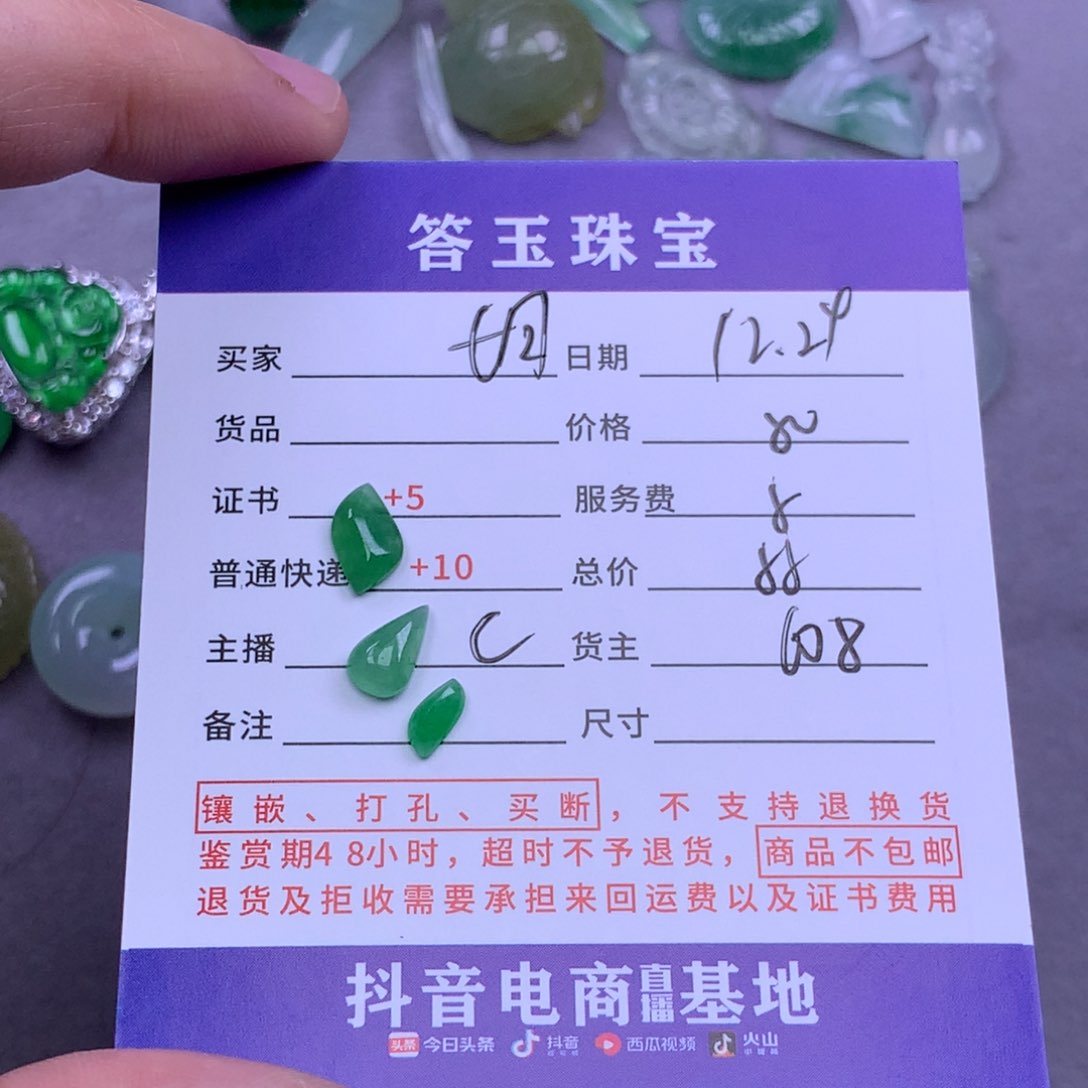 答玉珠宝
买家 日期 12.29
货品 价格 80
证书 +5 服务费 8
普通快递 +10 总价 88
主播 C 货主 608
备注 尺寸
镶嵌、打孔、买断，不支持退换货
鉴赏期48小时，超时不予退货，商品不包邮
退货及拒收需要承担来回运费以及证书费用
抖音电商直播基地
头条 今日头条 抖音 西瓜视频 火山